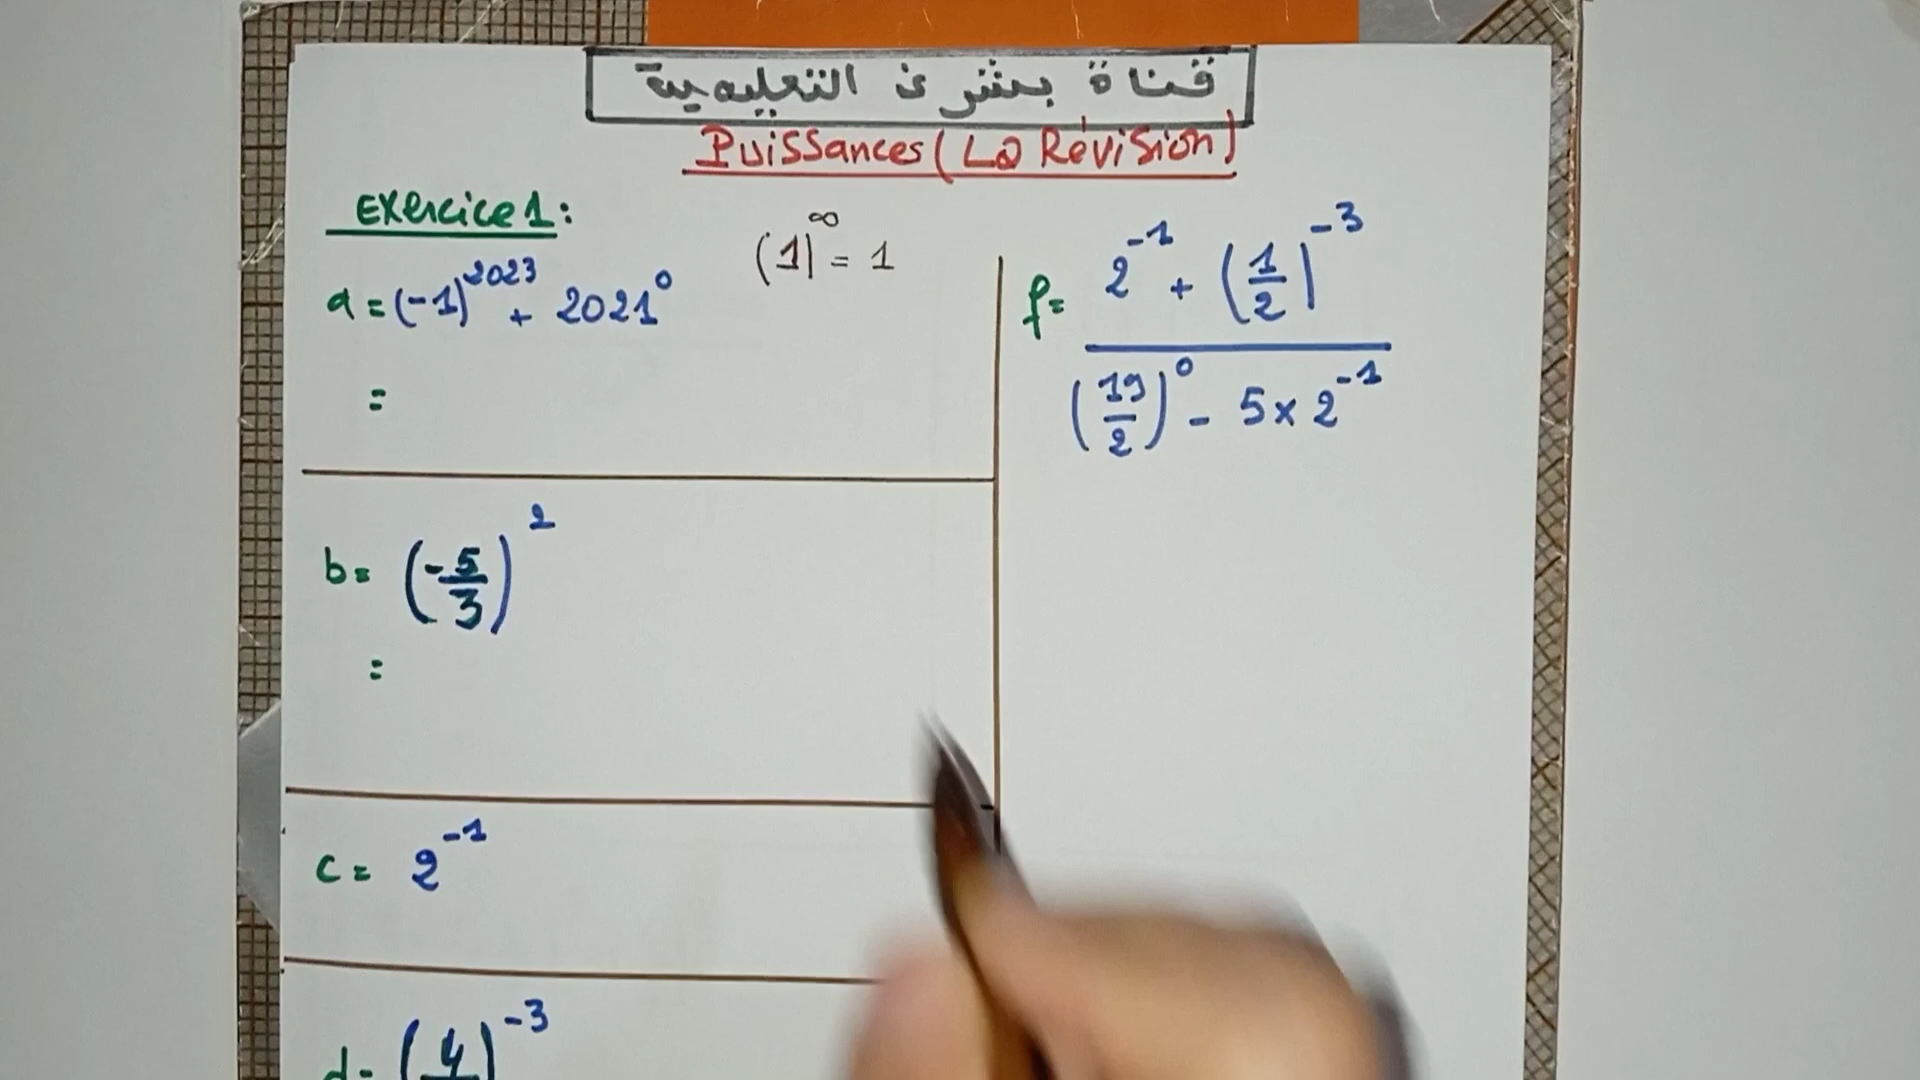 قناة بشرى التعليمية
Puissances (La Révision)
Exercice 1:
(1)^∞ = 1
a = (-1)^2023 + 2021^0
=
b = (-5/3)^2
=
c = 2^-1
d = (4
)^-3
f = (2^-1 + (1/2)^-3) / ((19/2)^0 - 5 x 2^-1)